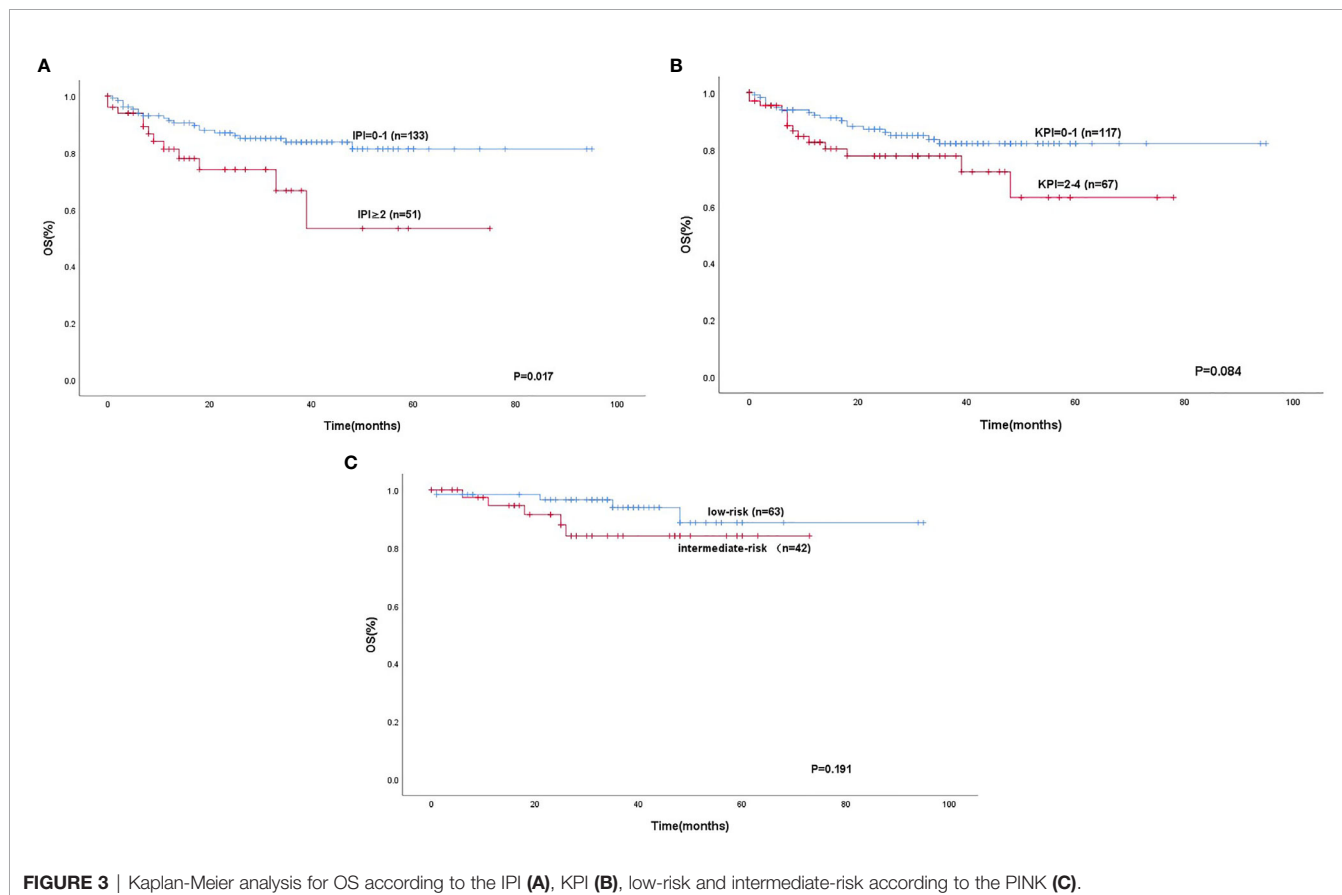 A
1.0
0.8
0.6
0.4
0.2
0.0
OS(%)
IPI=0-1 (n=133)
IPI≥2 (n=51)
P=0.017
0 20 40 60 80 100
Time(months)
B
1.0
0.8
0.6
0.4
0.2
0.0
OS(%)
KPI=0-1 (n=117)
KPI=2-4 (n=67)
P=0.084
0 20 40 60 80 100
Time(months)
C
1.0
0.8
0.6
0.4
0.2
0.0
OS(%)
low-risk (n=63)
intermediate-risk （n=42)
P=0.191
0 20 40 60 80 100
Time(months)
FIGURE 3 | Kaplan-Meier analysis for OS according to the IPI (A), KPI (B), low-risk and intermediate-risk according to the PINK (C).